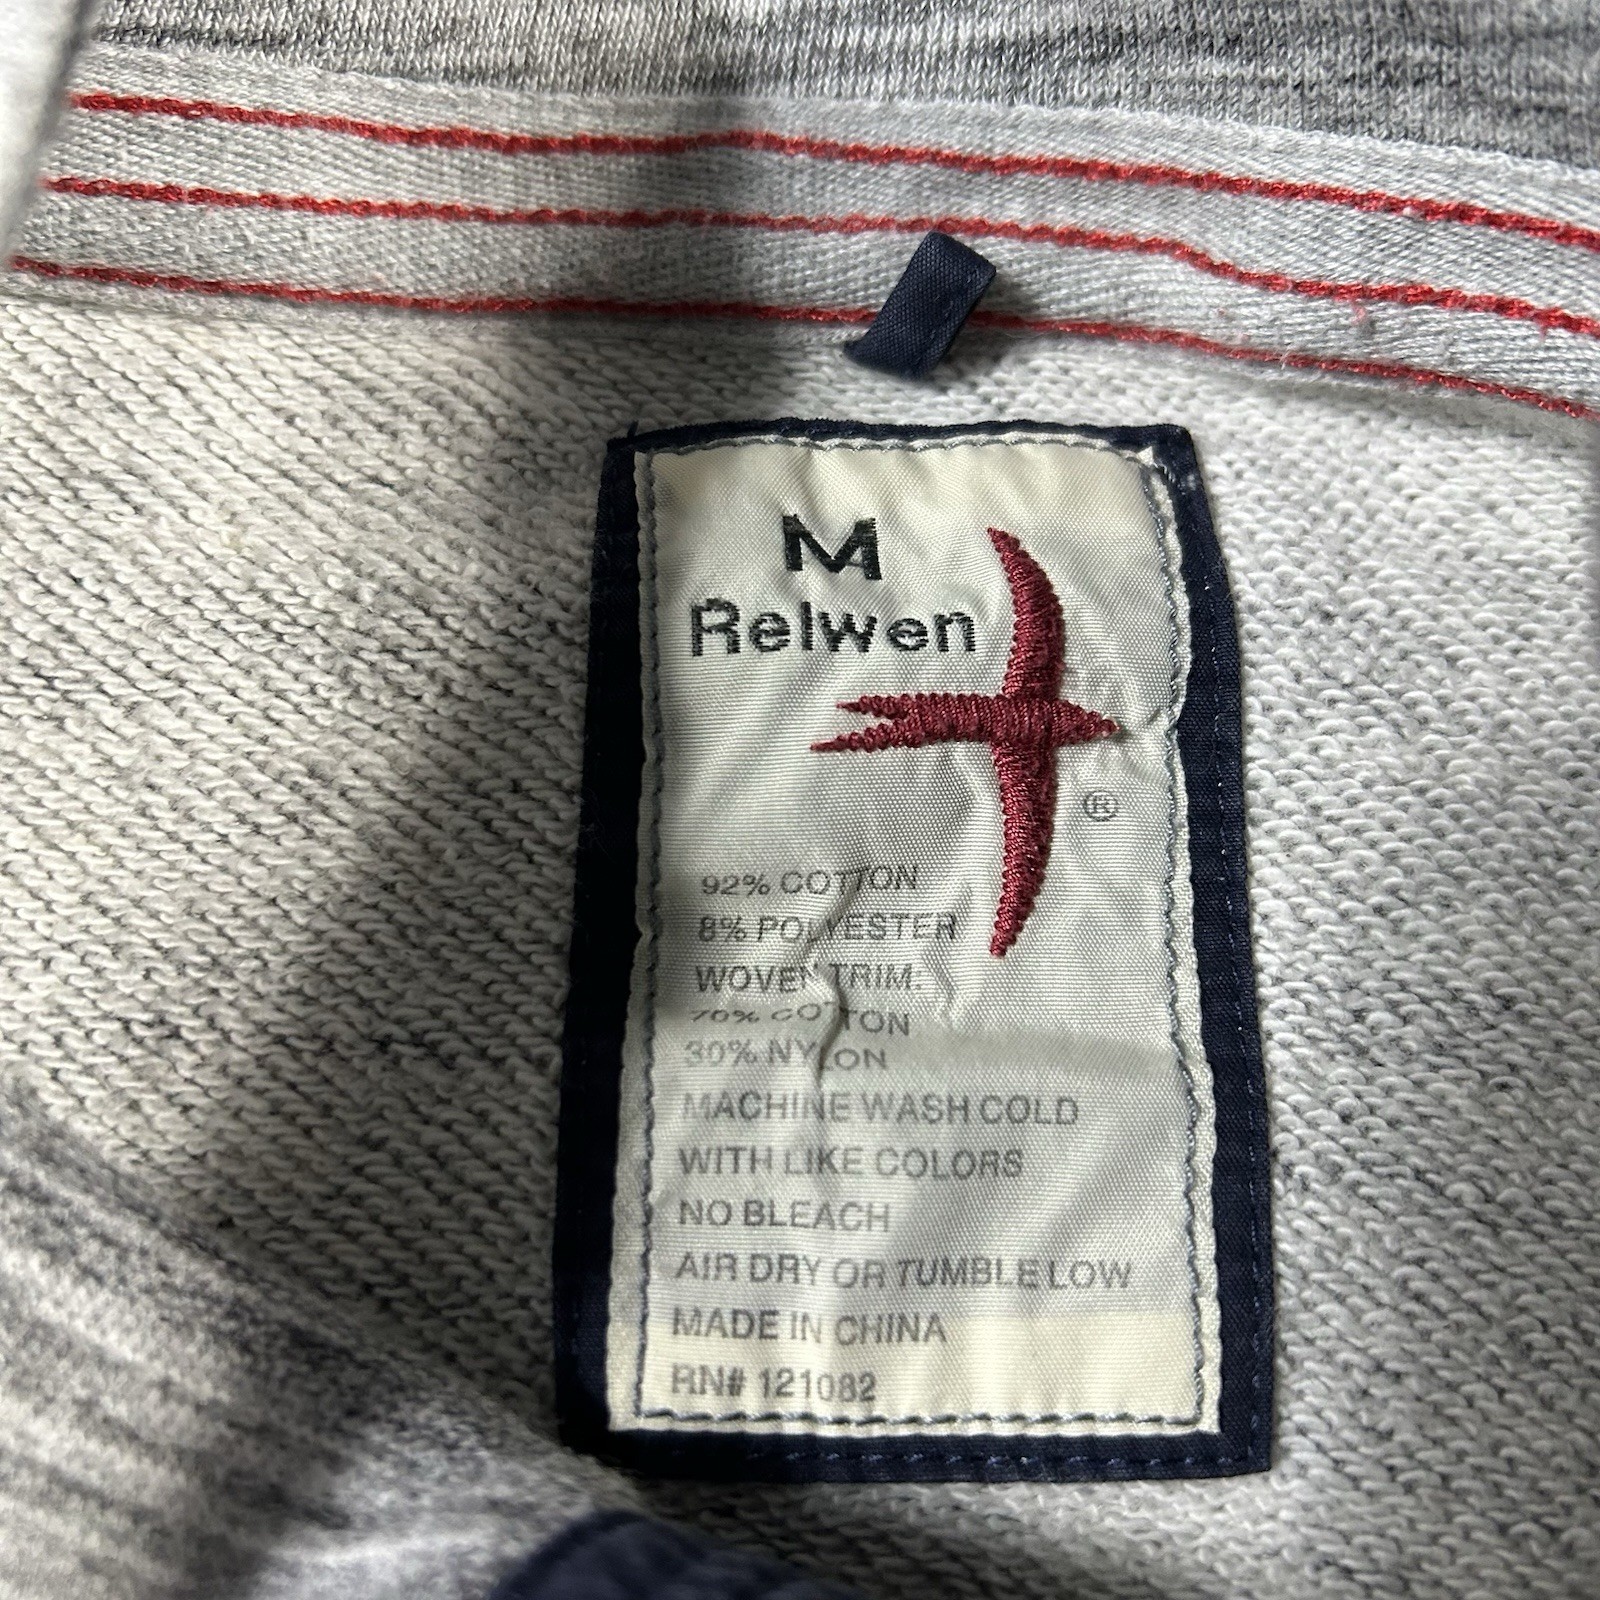 M
Relwen
®
92% COTTON
8% POLYESTER
WOVEN TRIM:
70% COTTON
30% NYLON
MACHINE WASH COLD
WITH LIKE COLORS
NO BLEACH
AIR DRY OR TUMBLE LOW
MADE IN CHINA
RN# 121082